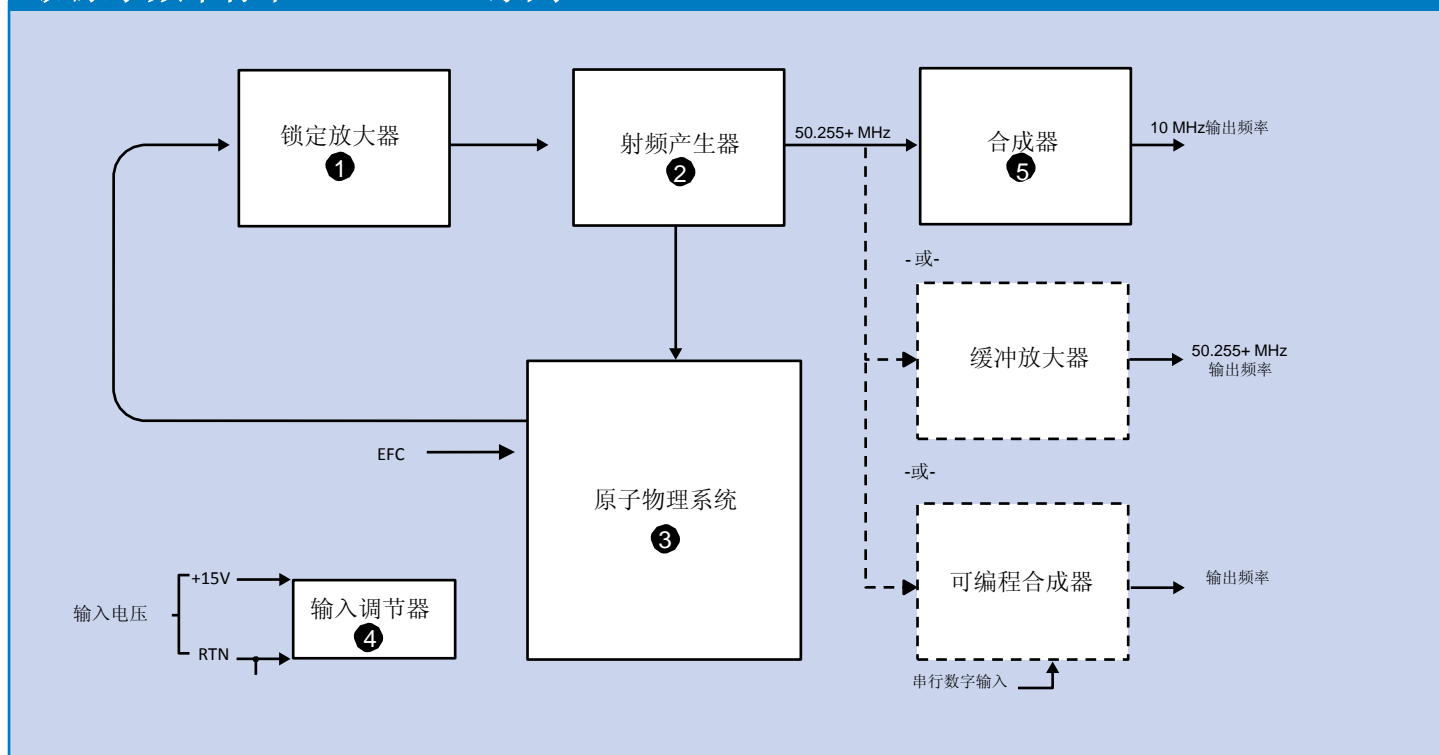 锁定放大器
1
射频产生器
2
50.255+ MHz
合成器
5
10 MHz输出频率
- 或-
缓冲放大器
50.255+ MHz
输出频率
EFC
-或-
原子物理系统
3
可编程合成器
输出频率
+15V
输入电压
输入调节器
4
RTN
串行数字输入